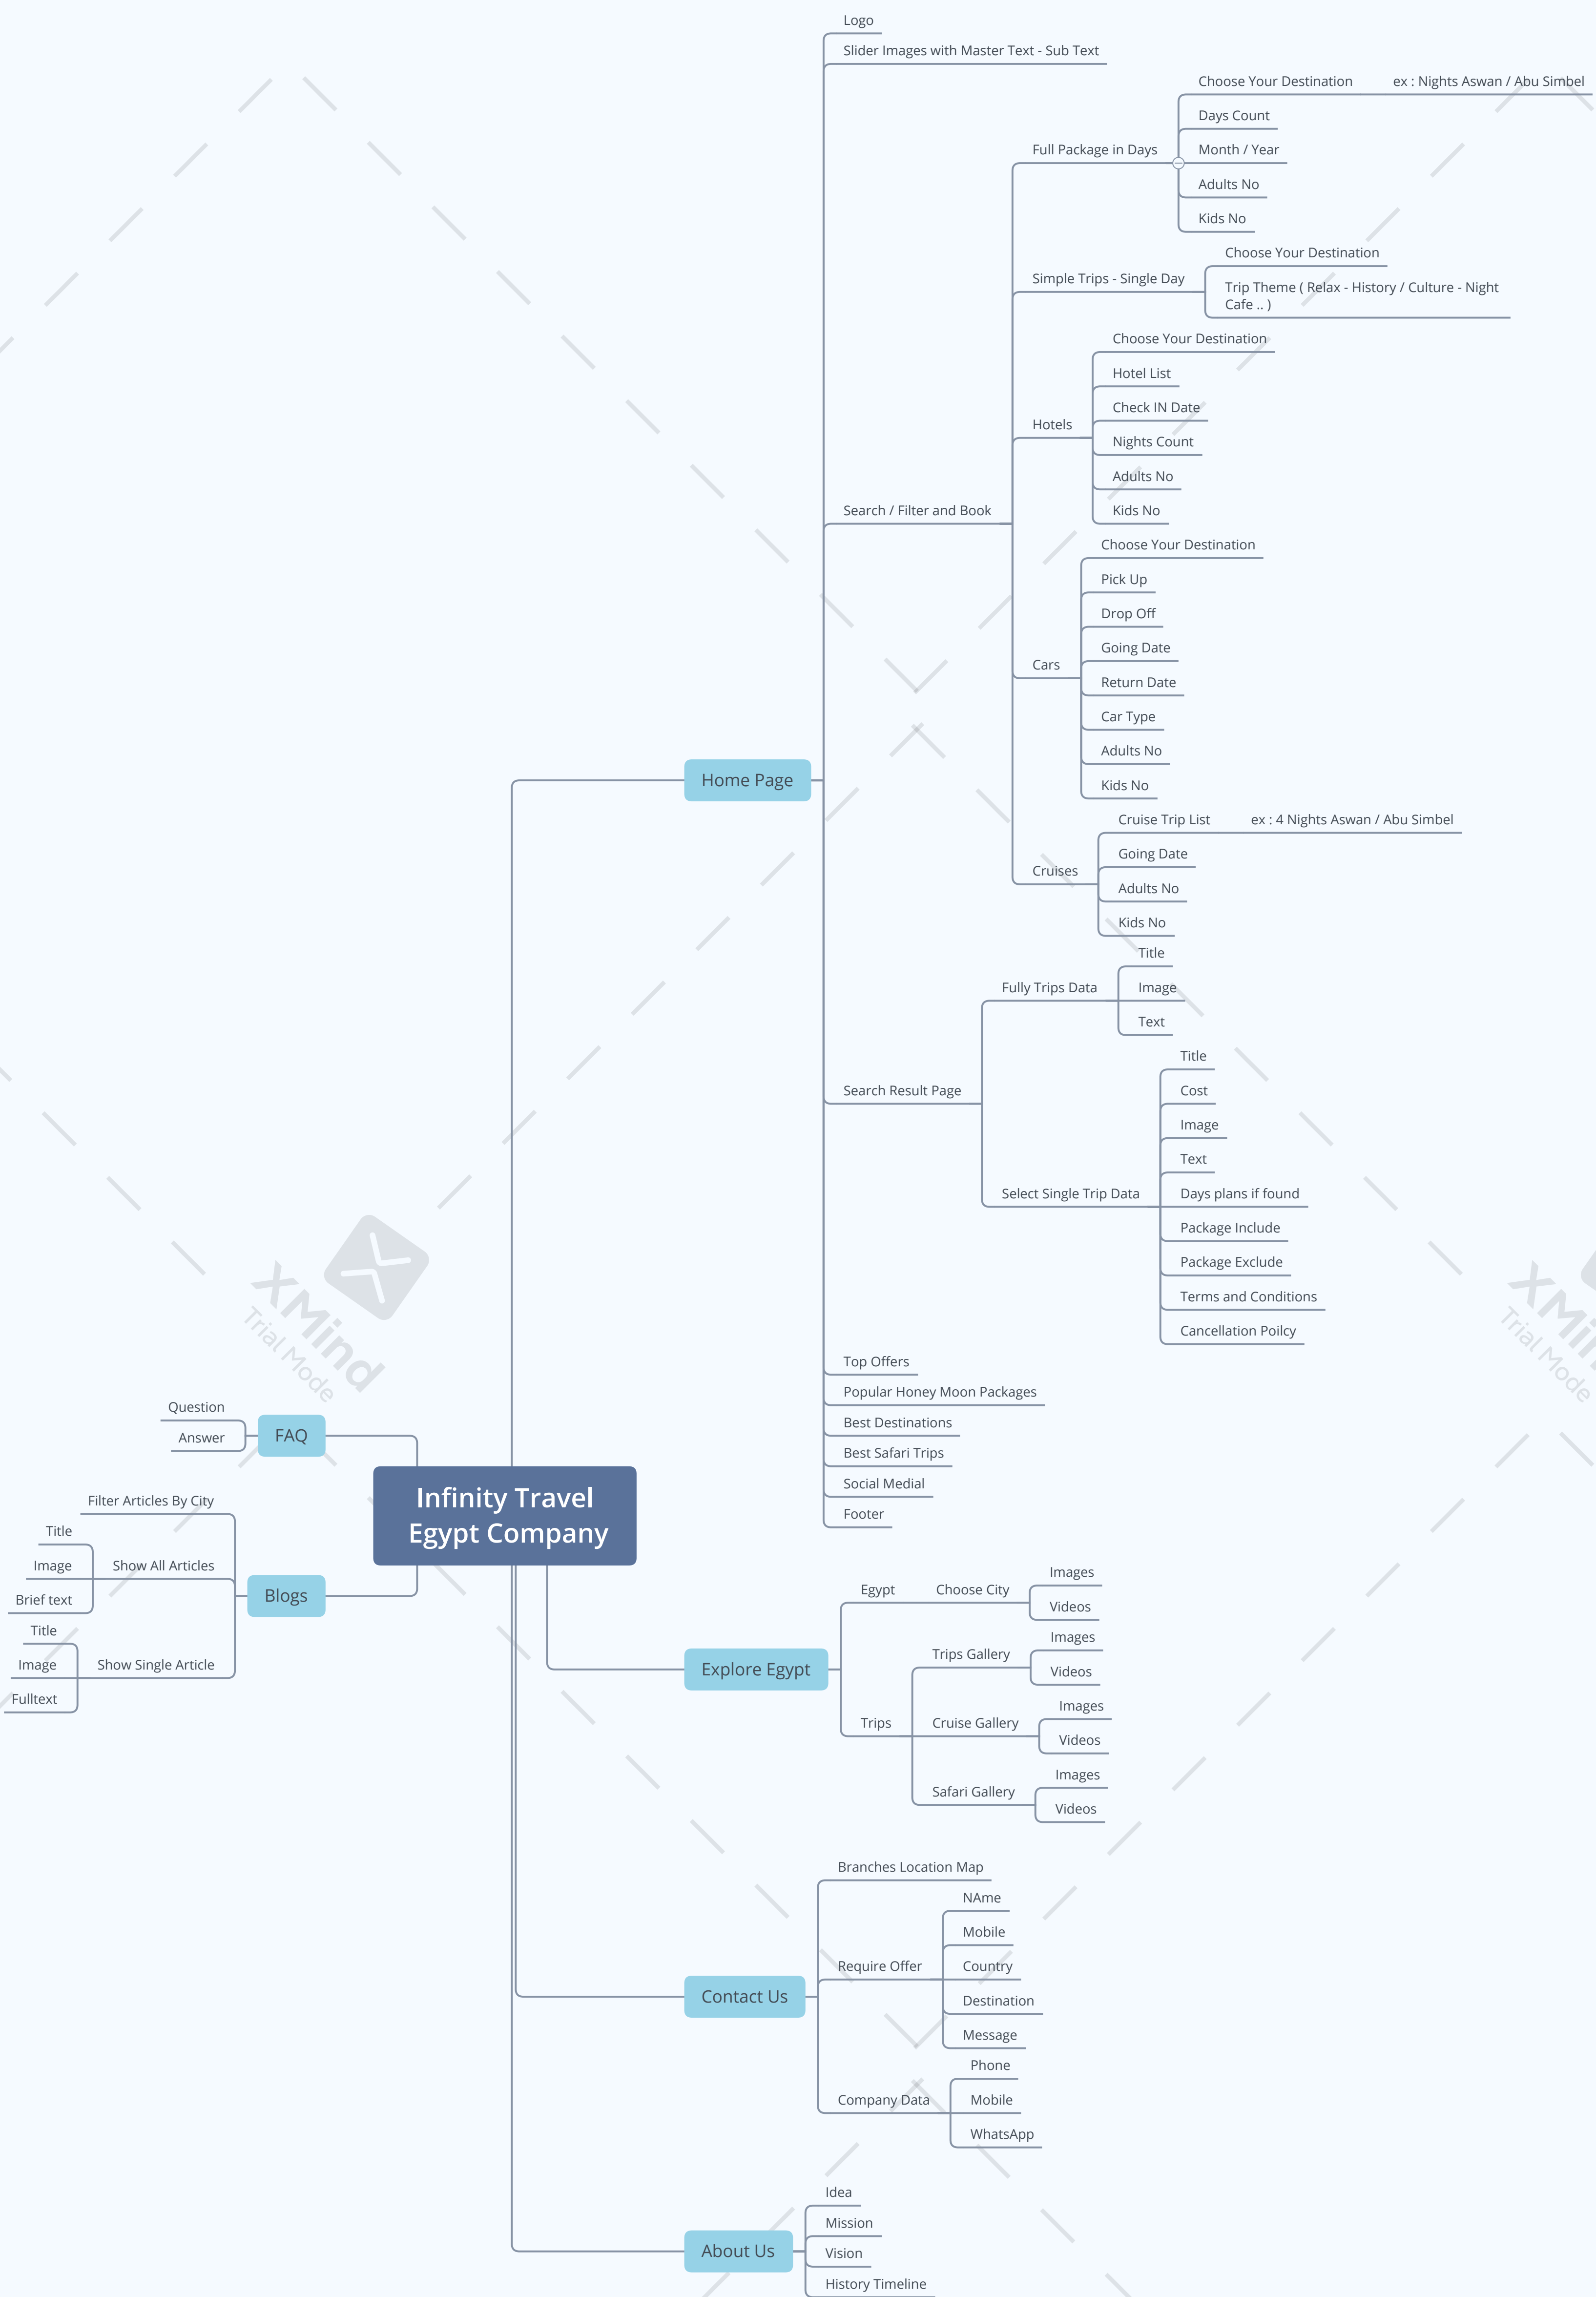 Infinity Travel
Egypt Company
Home Page
Logo
Slider Images with Master Text - Sub Text
Search / Filter and Book
Full Package in Days
Choose Your Destination
ex : Nights Aswan / Abu Simbel
Days Count
Month / Year
Adults No
Kids No
Simple Trips - Single Day
Choose Your Destination
Trip Theme ( Relax - History / Culture - Night
Cafe .. )
Hotels
Choose Your Destination
Hotel List
Check IN Date
Nights Count
Adults No
Kids No
Cars
Choose Your Destination
Pick Up
Drop Off
Going Date
Return Date
Car Type
Adults No
Kids No
Cruises
Cruise Trip List
ex : 4 Nights Aswan / Abu Simbel
Going Date
Adults No
Kids No
Search Result Page
Fully Trips Data
Title
Image
Text
Select Single Trip Data
Title
Cost
Image
Text
Days plans if found
Package Include
Package Exclude
Terms and Conditions
Cancellation Poilcy
Top Offers
Popular Honey Moon Packages
Best Destinations
Best Safari Trips
Social Medial
Footer
Explore Egypt
Egypt
Choose City
Images
Videos
Trips
Trips Gallery
Images
Videos
Cruise Gallery
Images
Videos
Safari Gallery
Images
Videos
Contact Us
Branches Location Map
Require Offer
NAme
Mobile
Country
Destination
Message
Company Data
Phone
Mobile
WhatsApp
About Us
Idea
Mission
Vision
History Timeline
FAQ
Question
Answer
Blogs
Filter Articles By City
Show All Articles
Title
Image
Brief text
Show Single Article
Title
Image
Fulltext
XMind
Trial Mode
XMin
Trial Mode